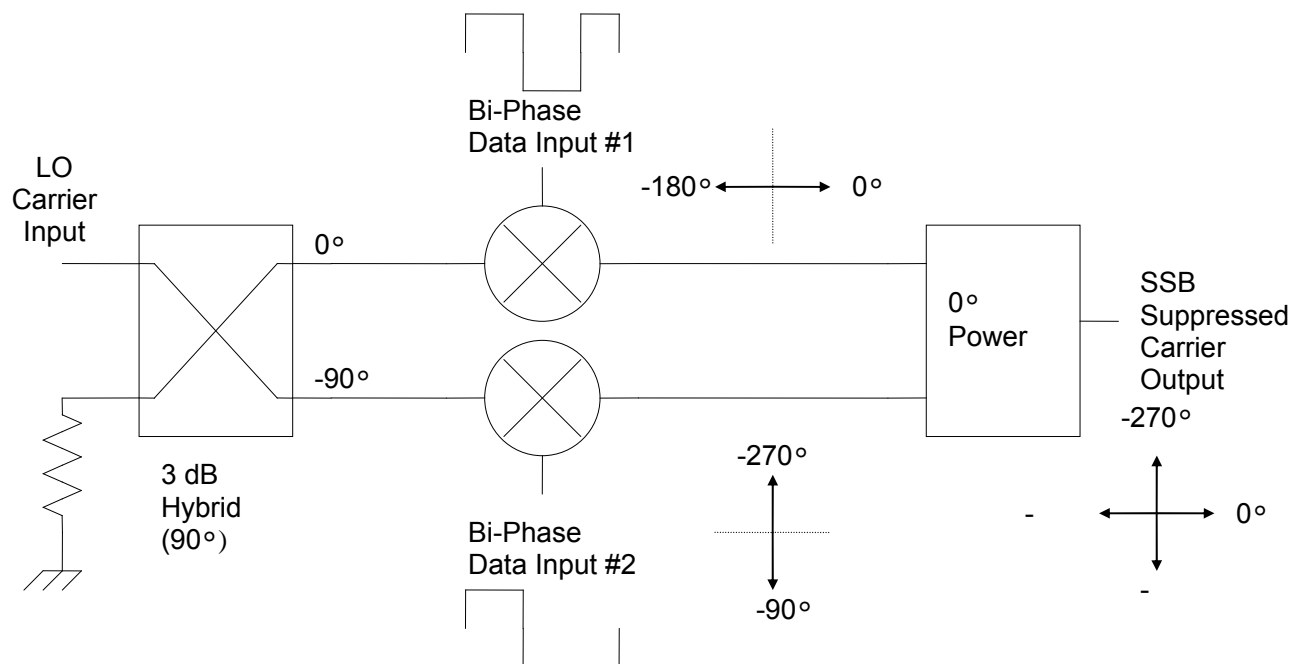 Bi-Phase
Data Input #1
LO
Carrier
Input
-180°
0°
0°
-90°
0°
Power
SSB
Suppressed
Carrier
Output
3 dB
Hybrid
(90°)
Bi-Phase
Data Input #2
-270°
-90°
-270°
-
0°
-